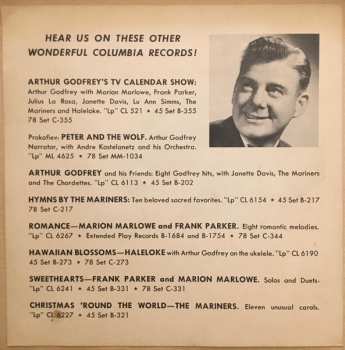 HEAR US ON THESE OTHER
WONDERFUL COLUMBIA RECORDS!
ARTHUR GODFREY'S TV CALENDAR SHOW:
Arthur Godfrey with Marion Marlowe, Frank Parker,
Julius La Rosa, Janette Davis, Lu Ann Simms, The
Mariners and Haleloke. "Lp" CL 521 • 45 Set B-355
78 Set C-355
Prokofiev: PETER AND THE WOLF. Arthur Godfrey
Narrator, with Andre Kostelanetz and his Orchestra.
"Lp" ML 4625 • 78 Set MM-1034
ARTHUR GODFREY and his Friends: Eight Godfrey hits, with Janette Davis, The Mariners
and The Chordettes. "Lp" CL 6113 • 45 Set B-202
HYMNS BY THE MARINERS: Ten beloved sacred favorites. "Lp" CL 6154 • 45 Set B-217
78 Set C-217
ROMANCE—MARION MARLOWE and FRANK PARKER. Eight romantic melodies.
"Lp" CL 6267 • Extended Play Records B-1684 and B-1754 • 78 Set C-344
HAWAIIAN BLOSSOMS—HALELOKE with Arthur Godfrey on the ukelele. "Lp" CL 6190
45 Set B-273 • 78 Set C-273
SWEETHEARTS—FRANK PARKER and MARION MARLOWE. Solos and Duets-
"Lp" CL 6241 • 45 Set B-331 • 78 Set C-331
CHRISTMAS 'ROUND THE WORLD—THE MARINERS. Eleven unusual carols.
"Lp" CL 6227 • 45 B-321